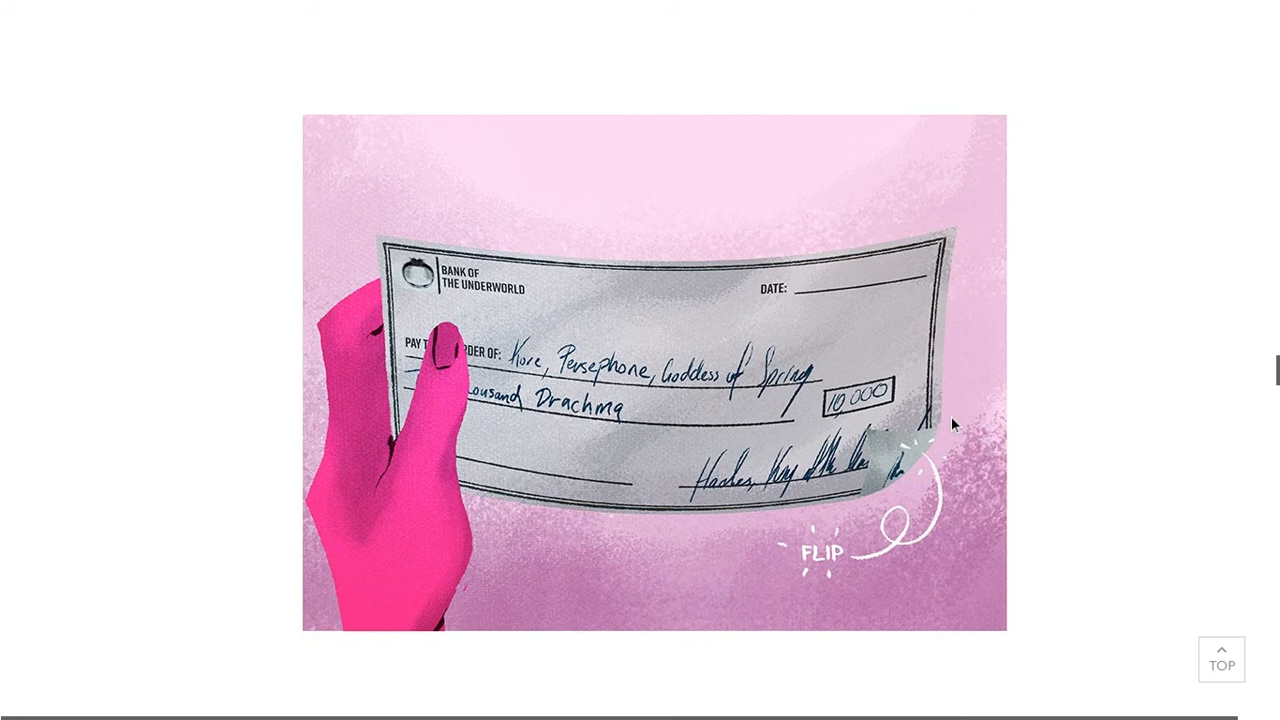 BANK OF
THE UNDERWORLD
DATE:
PAY T RDER OF: Kore, Persephone, Goddess of Spring
ousand Drachma
10,000
Hades, King of the
FLIP
TOP